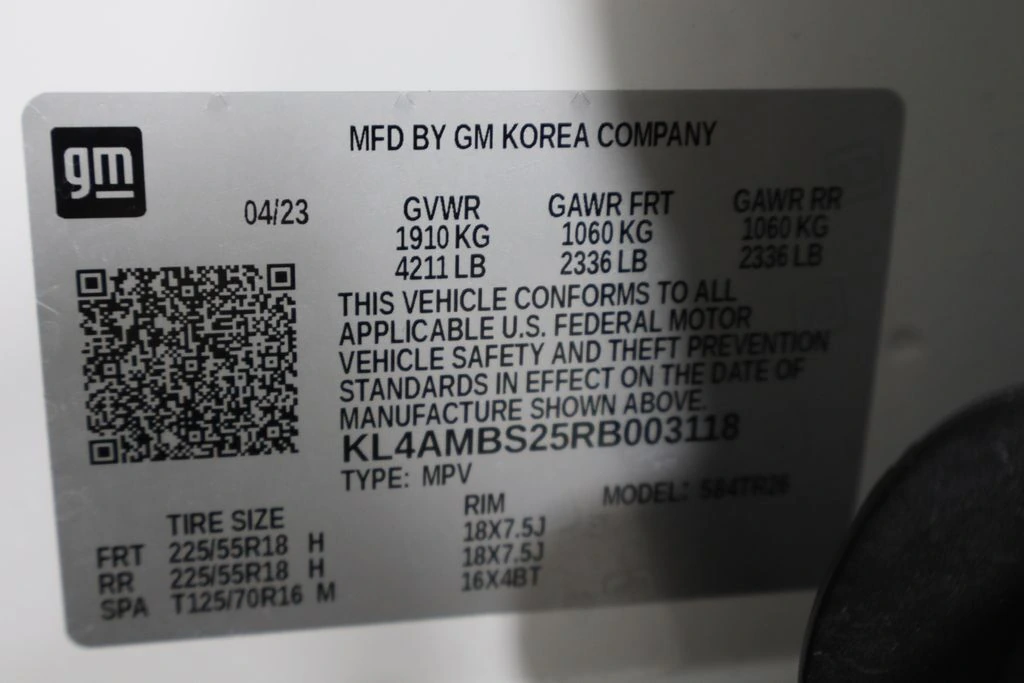 gm
MFD BY GM KOREA COMPANY
04/23 GVWR GAWR FRT GAWR RR
1910 KG 1060 KG 1060 KG
4211 LB 2336 LB 2336 LB
THIS VEHICLE CONFORMS TO ALL
APPLICABLE U.S. FEDERAL MOTOR
VEHICLE SAFETY AND THEFT PREVENTION
STANDARDS IN EFFECT ON THE DATE OF
MANUFACTURE SHOWN ABOVE.
KL4AMBS25RB003118
TYPE: MPV MODEL: 584TR26
TIRE SIZE RIM
FRT 225/55R18 H 18X7.5J
RR 225/55R18 H 18X7.5J
SPA T125/70R16 M 16X4BT